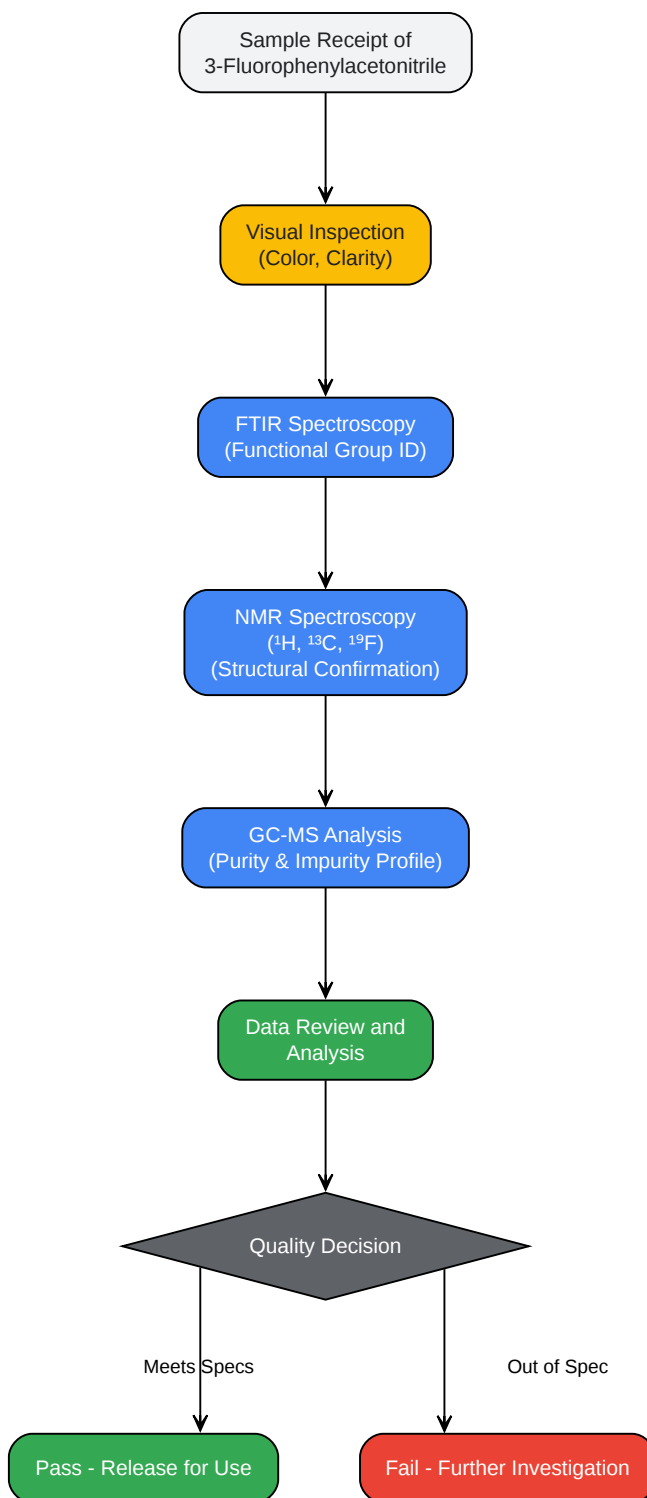 Sample Receipt of
3-Fluorophenylacetonitrile
Visual Inspection
(Color, Clarity)
FTIR Spectroscopy
(Functional Group ID)
NMR Spectroscopy
(¹H, ¹³C, ¹⁹F)
(Structural Confirmation)
GC-MS Analysis
(Purity & Impurity Profile)
Data Review and
Analysis
Quality Decision
Meets Specs
Out of Spec
Pass - Release for Use
Fail - Further Investigation